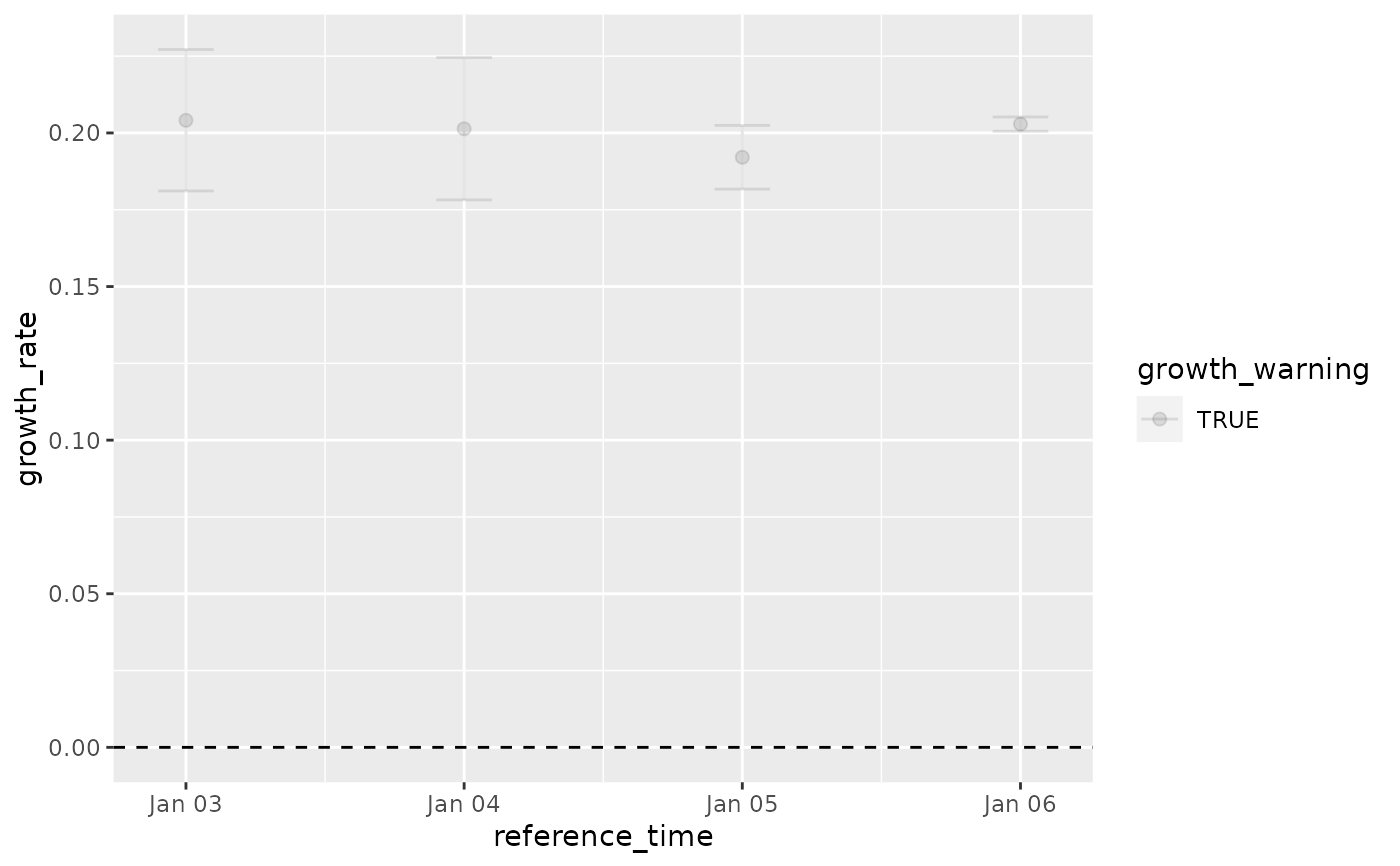 growth_rate
0.20
0.15
0.10
0.05
0.00
Jan 03
Jan 04
Jan 05
Jan 06
reference_time
growth_warning
TRUE